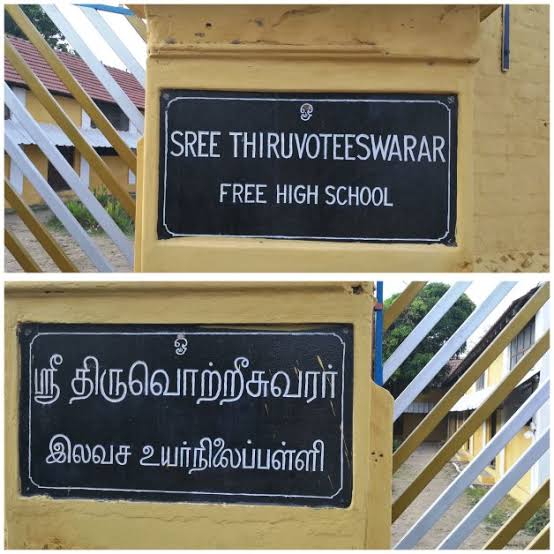 ஓ
SREE THIRUVOTEESWARAR
FREE HIGH SCHOOL
ஓ
ஸ்ரீ திருவொற்றீசுவரர்
இலவச உயர்நிலைப்பள்ளி